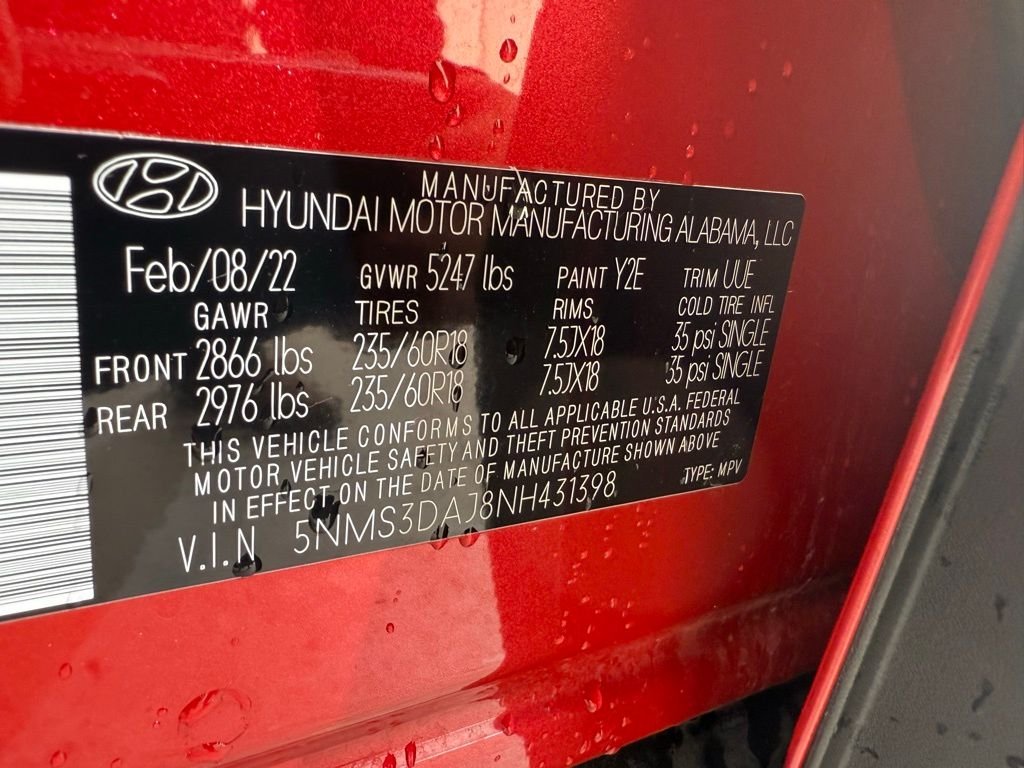 MANUFACTURED BY
HYUNDAI MOTOR MANUFACTURING ALABAMA, LLC
Feb/08/22 GVWR 5247 lbs PAINT Y2E TRIM UUE
GAWR TIRES RIMS COLD TIRE INFL
FRONT 2866 lbs 235/60R18 7.5JX18 35 psi SINGLE
REAR 2976 lbs 235/60R18 7.5JX18 35 psi SINGLE
THIS VEHICLE CONFORMS TO ALL APPLICABLE U.S.A. FEDERAL
MOTOR VEHICLE SAFETY AND THEFT PREVENTION STANDARDS
IN EFFECT ON THE DATE OF MANUFACTURE SHOWN ABOVE
V.I.N 5NMS3DAJ8NH431398 TYPE: MPV